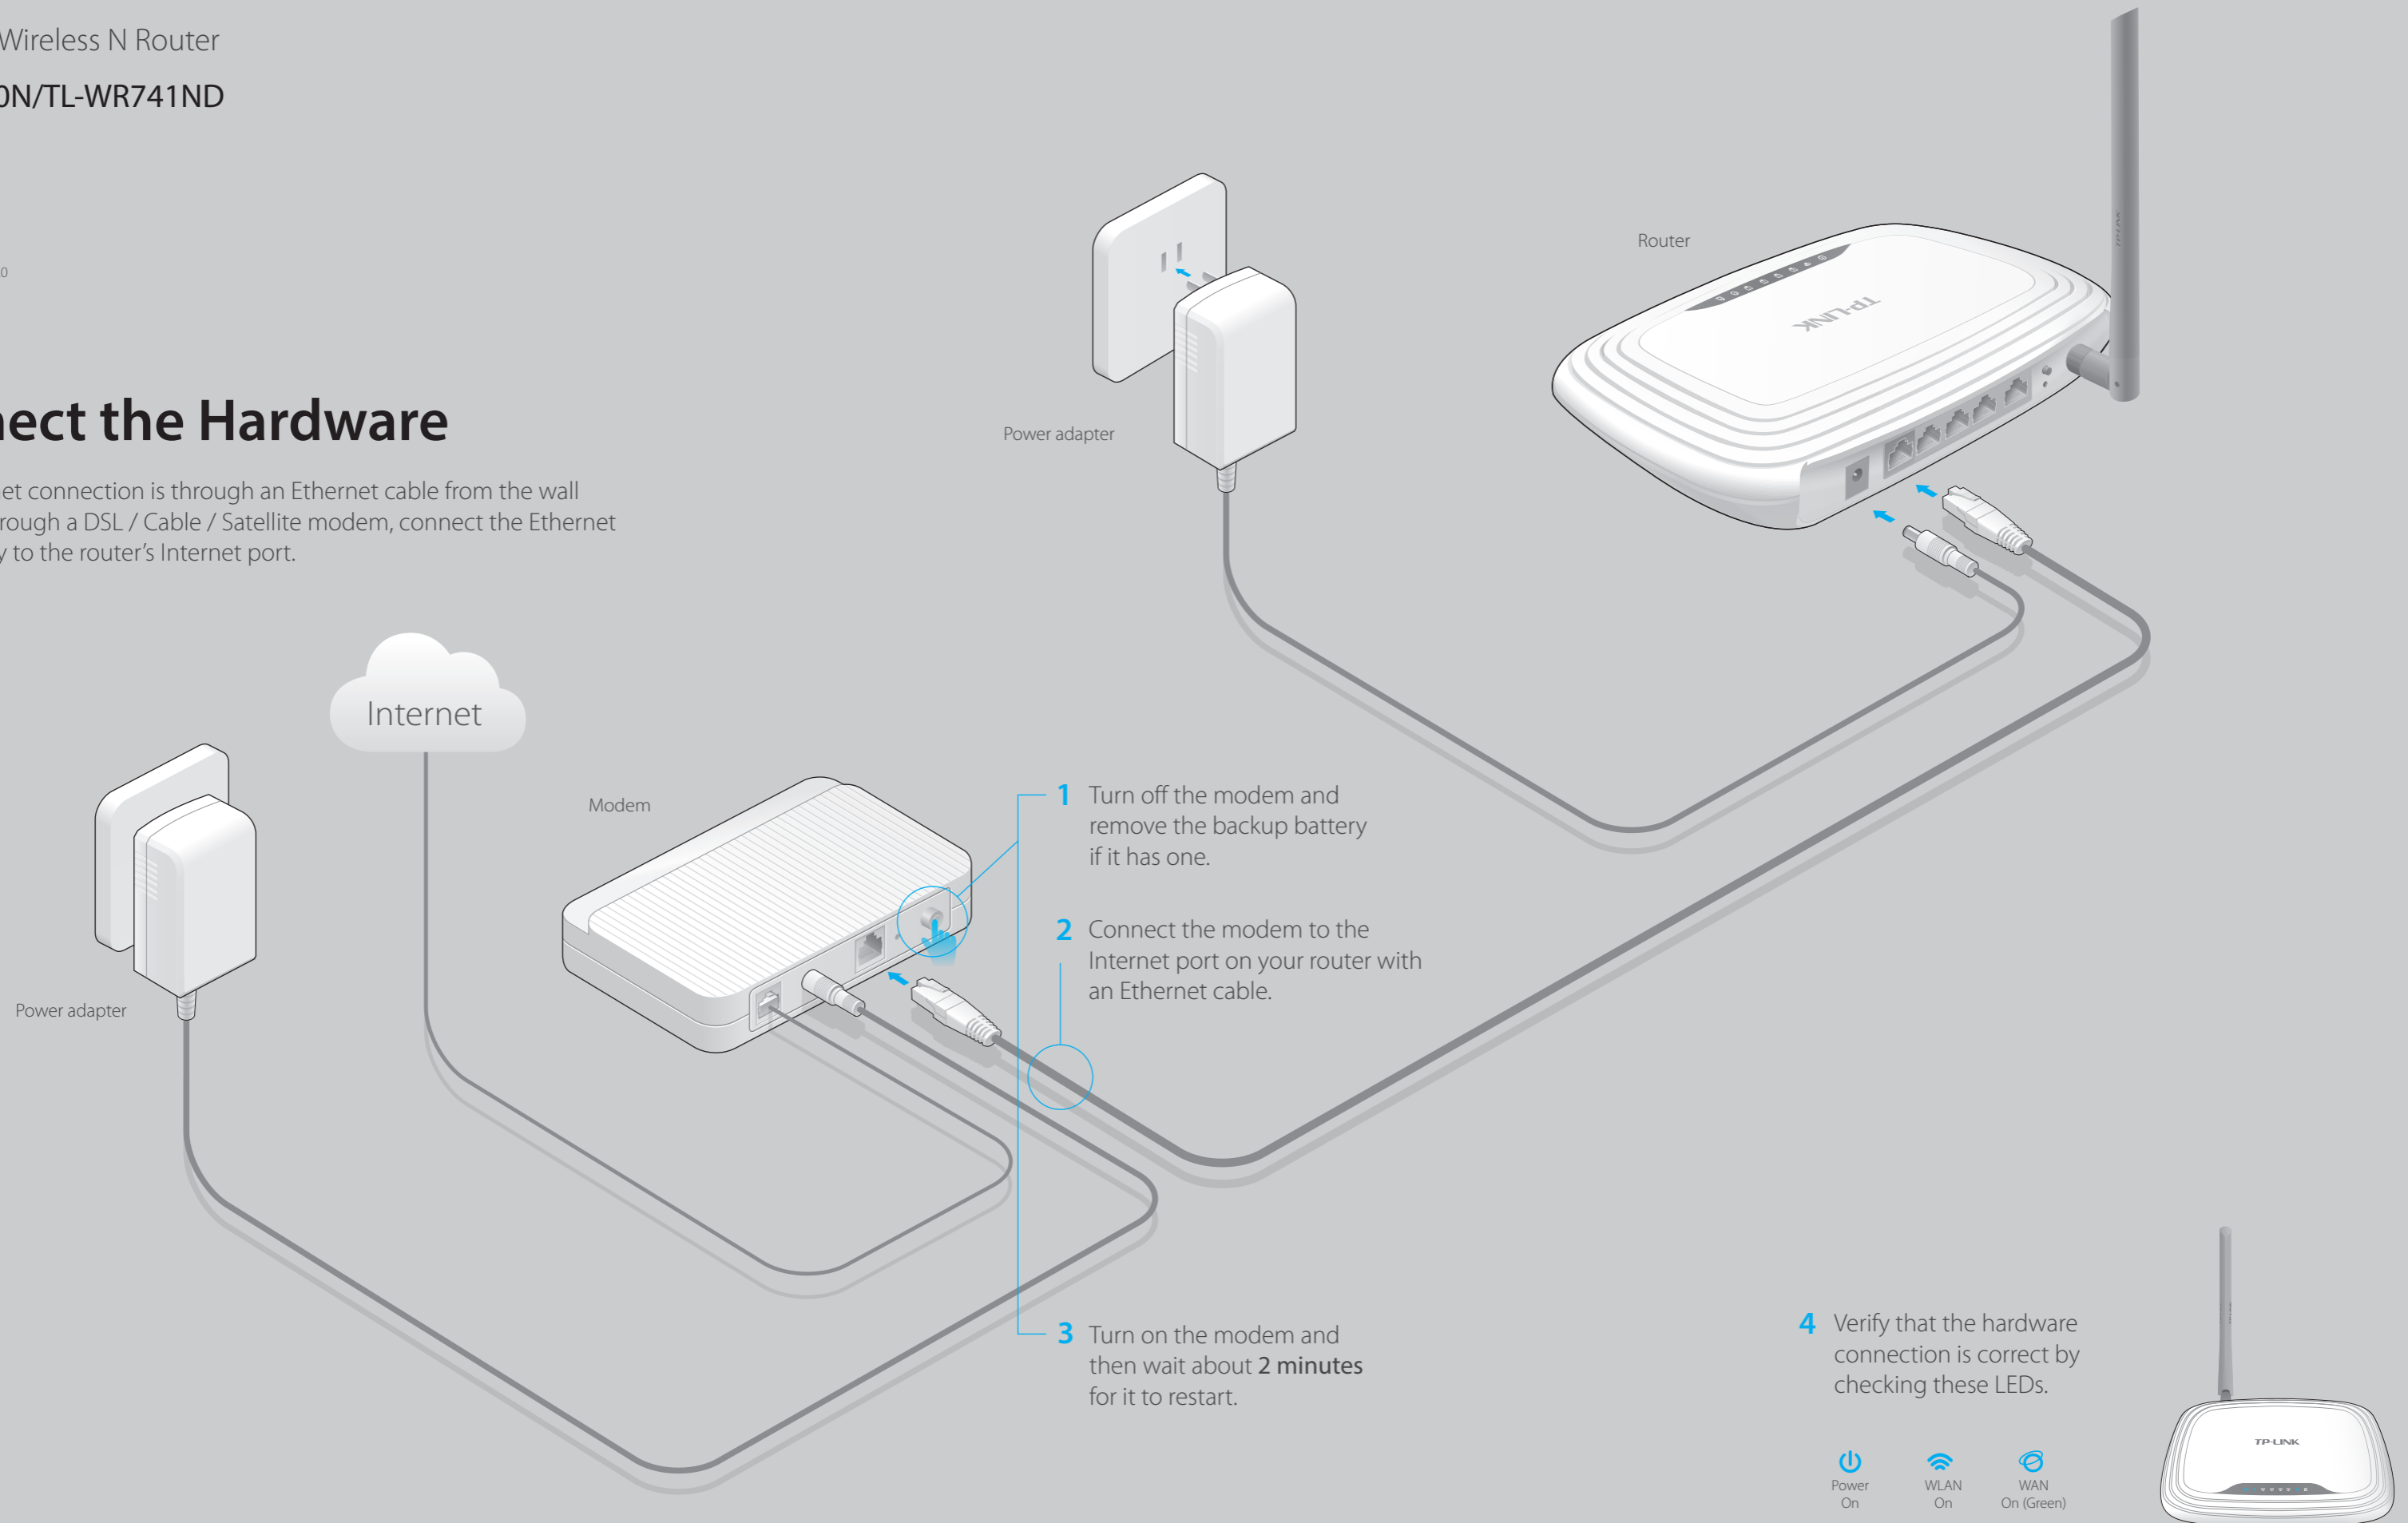 Wireless N Router
0N/TL-WR741ND
0
nect the Hardware
et connection is through an Ethernet cable from the wall
rough a DSL / Cable / Satellite modem, connect the Ethernet
y to the router's Internet port.
Router
TP-LINK
TP-LINK
Power adapter
Internet
Modem
Power adapter
1 Turn off the modem and
remove the backup battery
if it has one.
2 Connect the modem to the
Internet port on your router with
an Ethernet cable.
3 Turn on the modem and
then wait about 2 minutes
for it to restart.
4 Verify that the hardware
connection is correct by
checking these LEDs.
Power
On
WLAN
On
WAN
On (Green)
TP-LINK